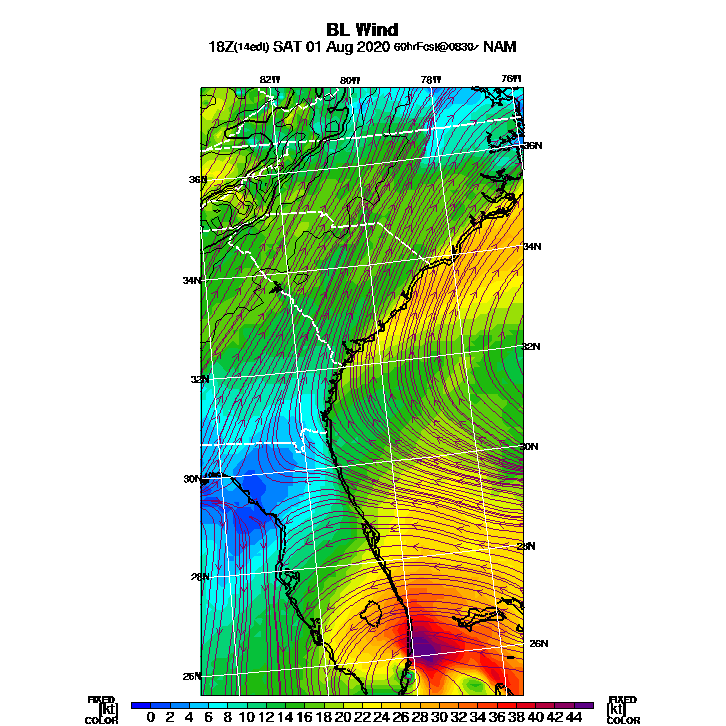 BL Wind
18Z(14edt) SAT 01 Aug 2020 60hrFcst@0830z NAM
82W 80W 78W 76W
36N
36N
34N
34N
32N
32N
30N
30N
28N
28N
26N
26N
FIXED FIXED
[kt] 0 2 4 6 8 10 12 14 16 18 20 22 24 26 28 30 32 34 36 38 40 42 44 [kt]
COLOR COLOR